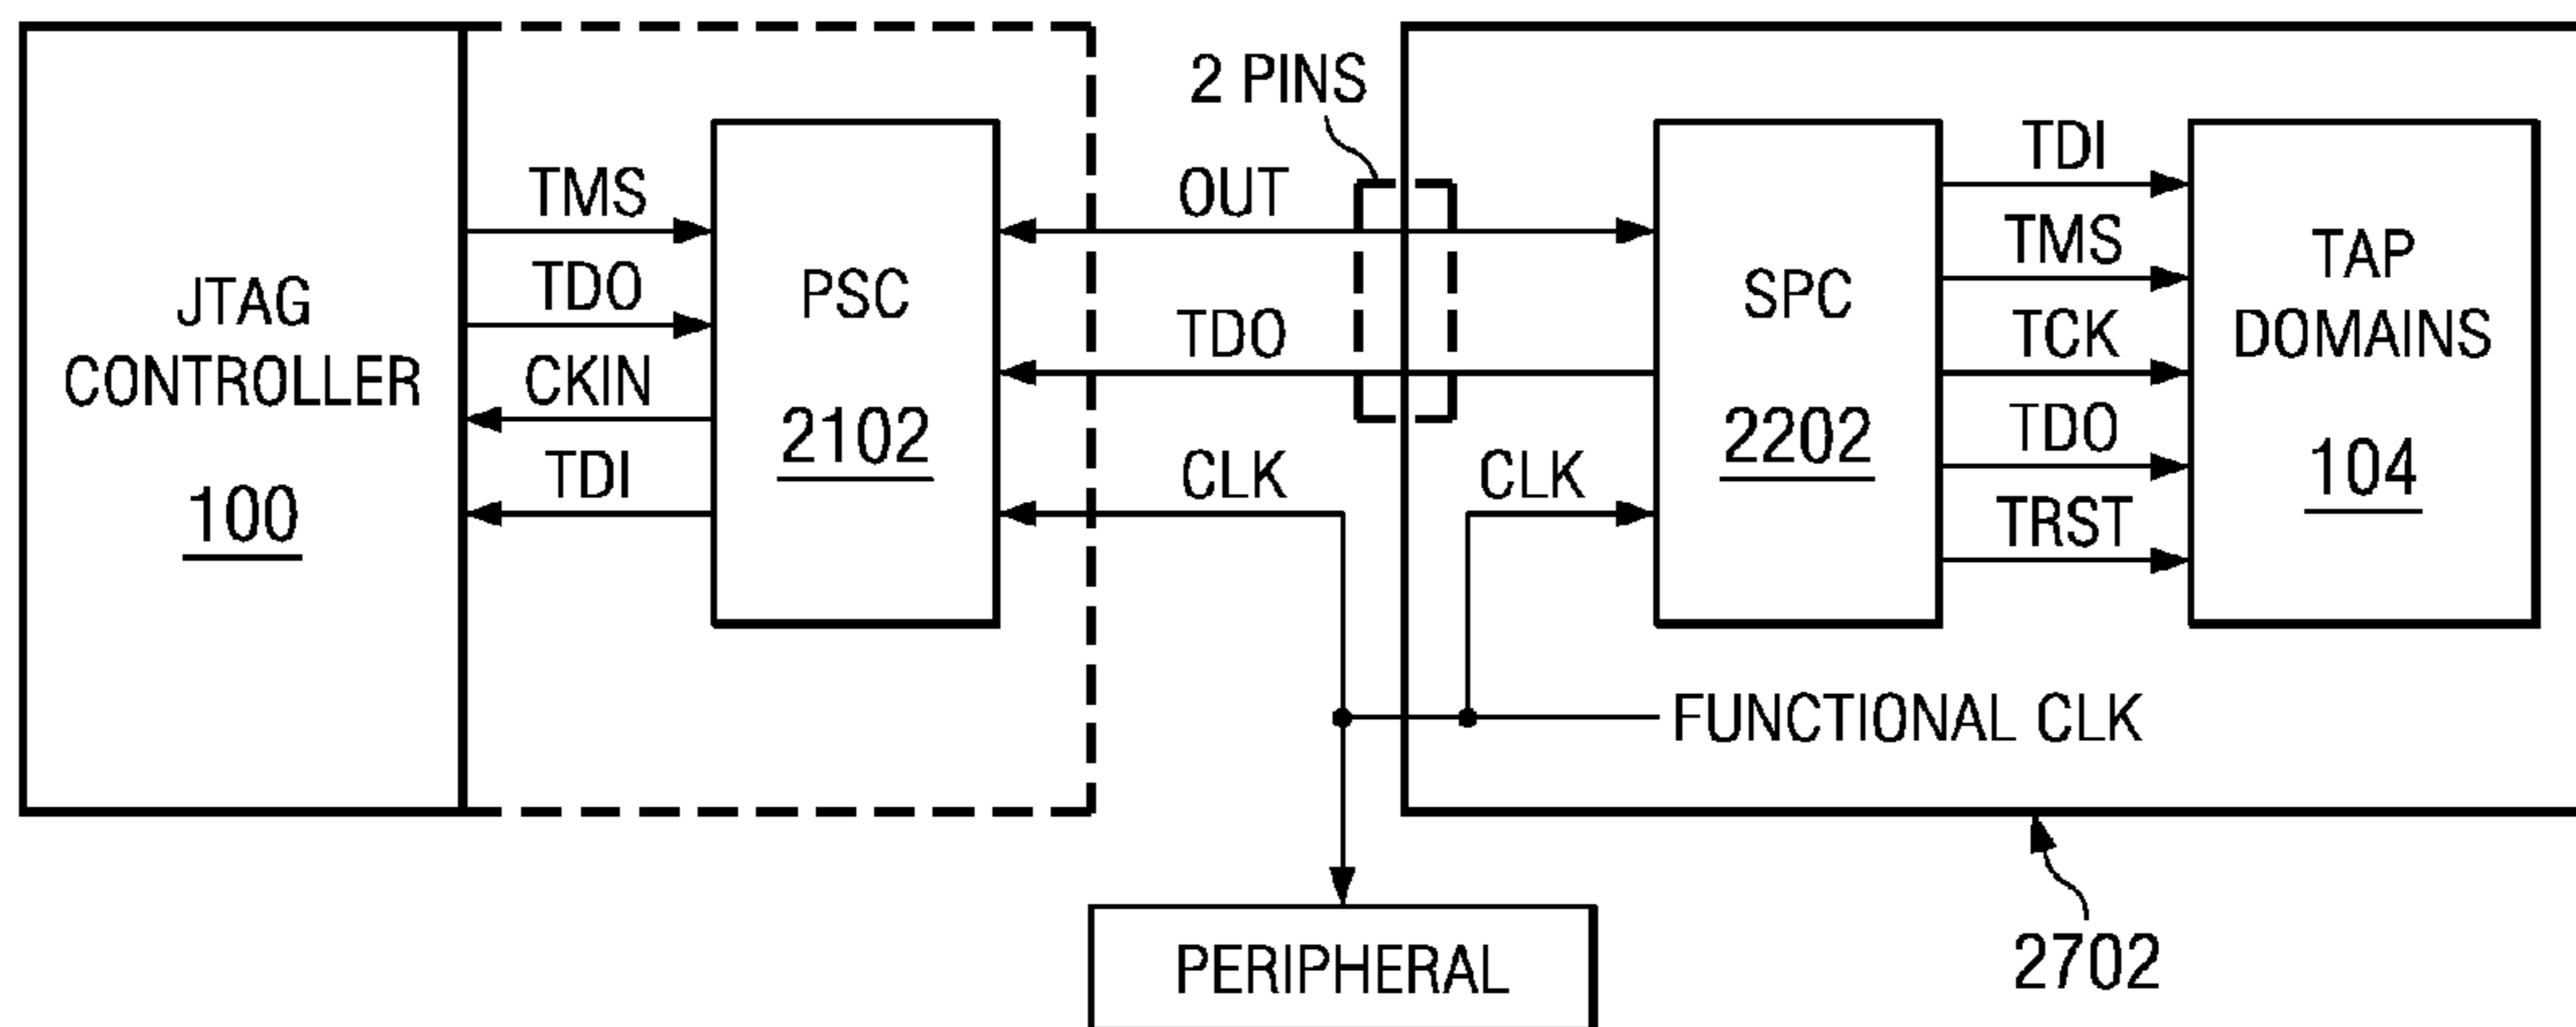 JTAG
CONTROLLER
100
TMS
TDO
CKIN
TDI
PSC
2102
2 PINS
OUT
TDO
CLK
CLK
SPC
2202
TDI
TMS
TCK
TDO
TRST
TAP
DOMAINS
104
FUNCTIONAL CLK
PERIPHERAL
2702